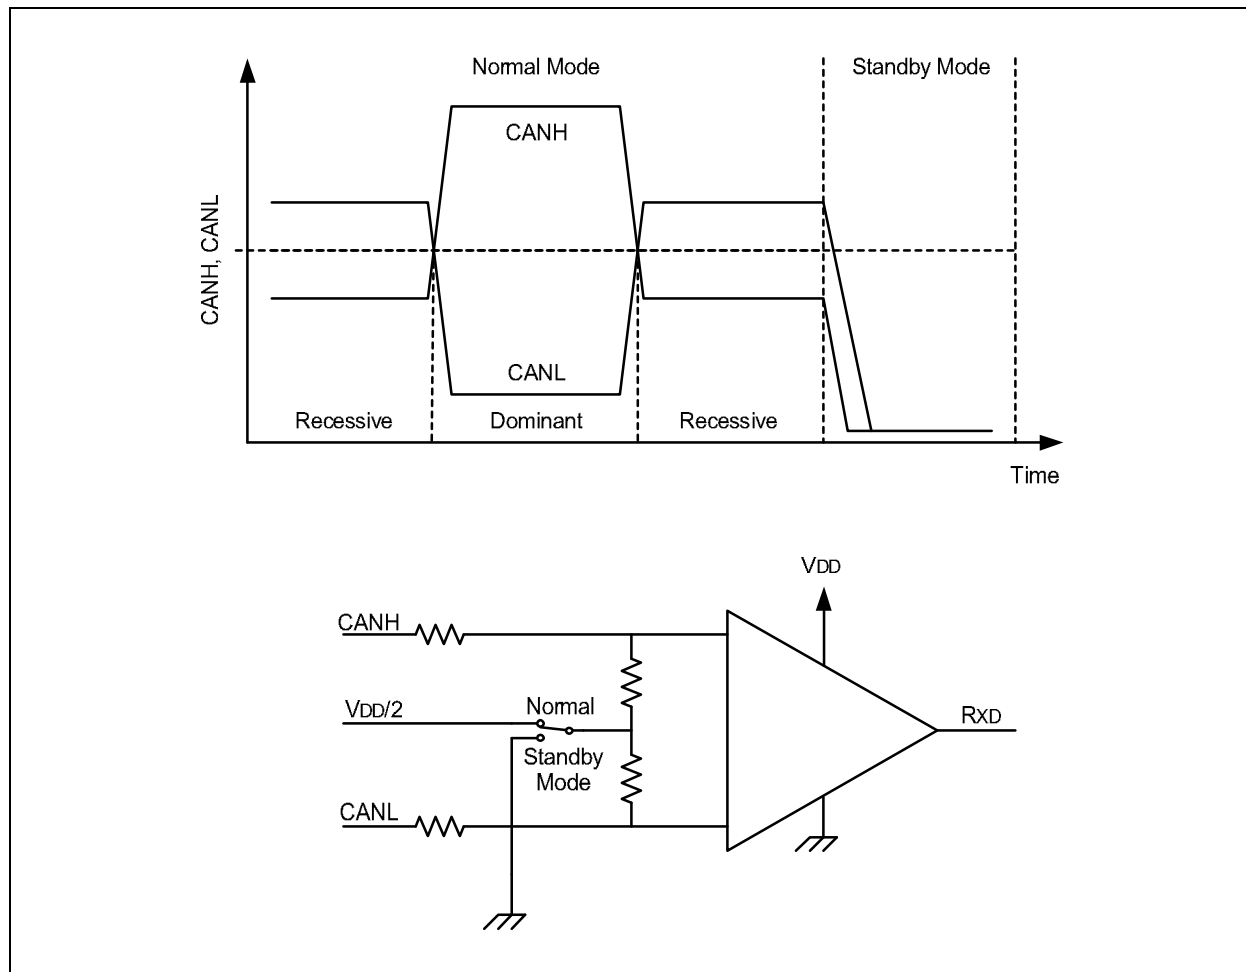 Normal Mode
Standby Mode
CANH
CANH, CANL
CANL
Recessive
Dominant
Recessive
Time
VDD
CANH
VDD/2
Normal
RXD
Standby
Mode
CANL